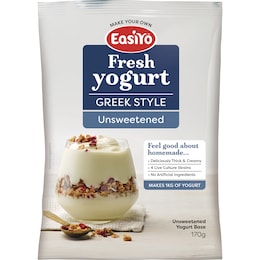 MAKE YOUR OWN
EasiYo
Fresh
yogurt
GREEK STYLE
Unsweetened
Feel good about
homemade...
Deliciously Thick & Creamy
4 Live Culture Strains
No Artificial Ingredients
MAKES 1KG OF YOGURT
Unsweetened
Yogurt Base
170g